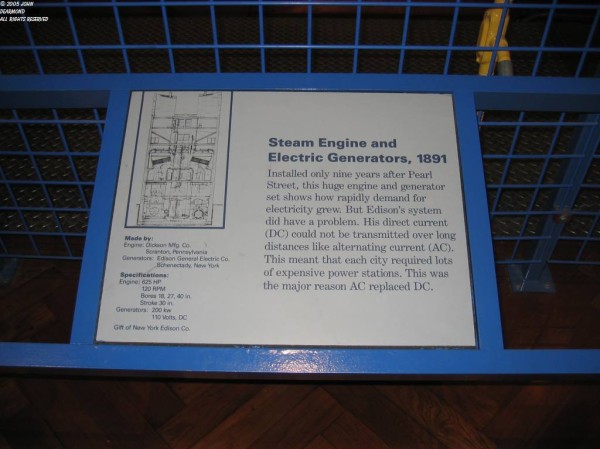 © 2005 JOHN
DEARMOND
ALL RIGHTS RESERVED
Steam Engine and
Electric Generators, 1891
Installed only nine years after Pearl
Street, this huge engine and generator
set shows how rapidly demand for
electricity grew. But Edison's system
did have a problem. His direct current
(DC) could not be transmitted over long
distances like alternating current (AC).
This meant that each city required lots
of expensive power stations. This was
the major reason AC replaced DC.
Made by:
Engine: Dickson Mfg. Co.
Scranton, Pennsylvania
Generators: Edison General Electric Co.
Schenectady, New York
Specifications:
Engine: 625 HP
120 RPM
Bores 18, 27, 40 in.
Stroke 30 in.
Generators: 200 kw
110 Volts, DC
Gift of New York Edison Co.